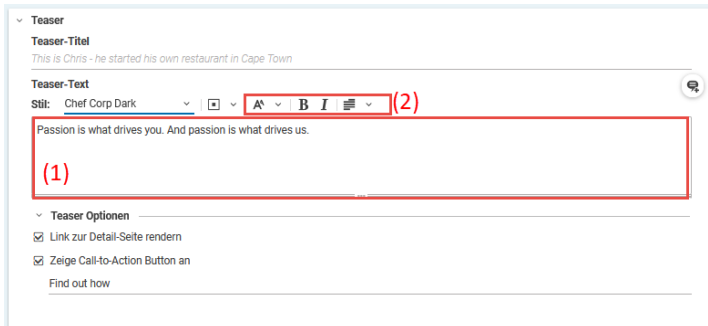 Teaser
Teaser-Titel
This is Chris - he started his own restaurant in Cape Town
Teaser-Text
Stil: Chef Corp Dark A B I (2)
Passion is what drives you. And passion is what drives us.
(1)
Teaser Optionen
Link zur Detail-Seite rendern
Zeige Call-to-Action Button an
Find out how